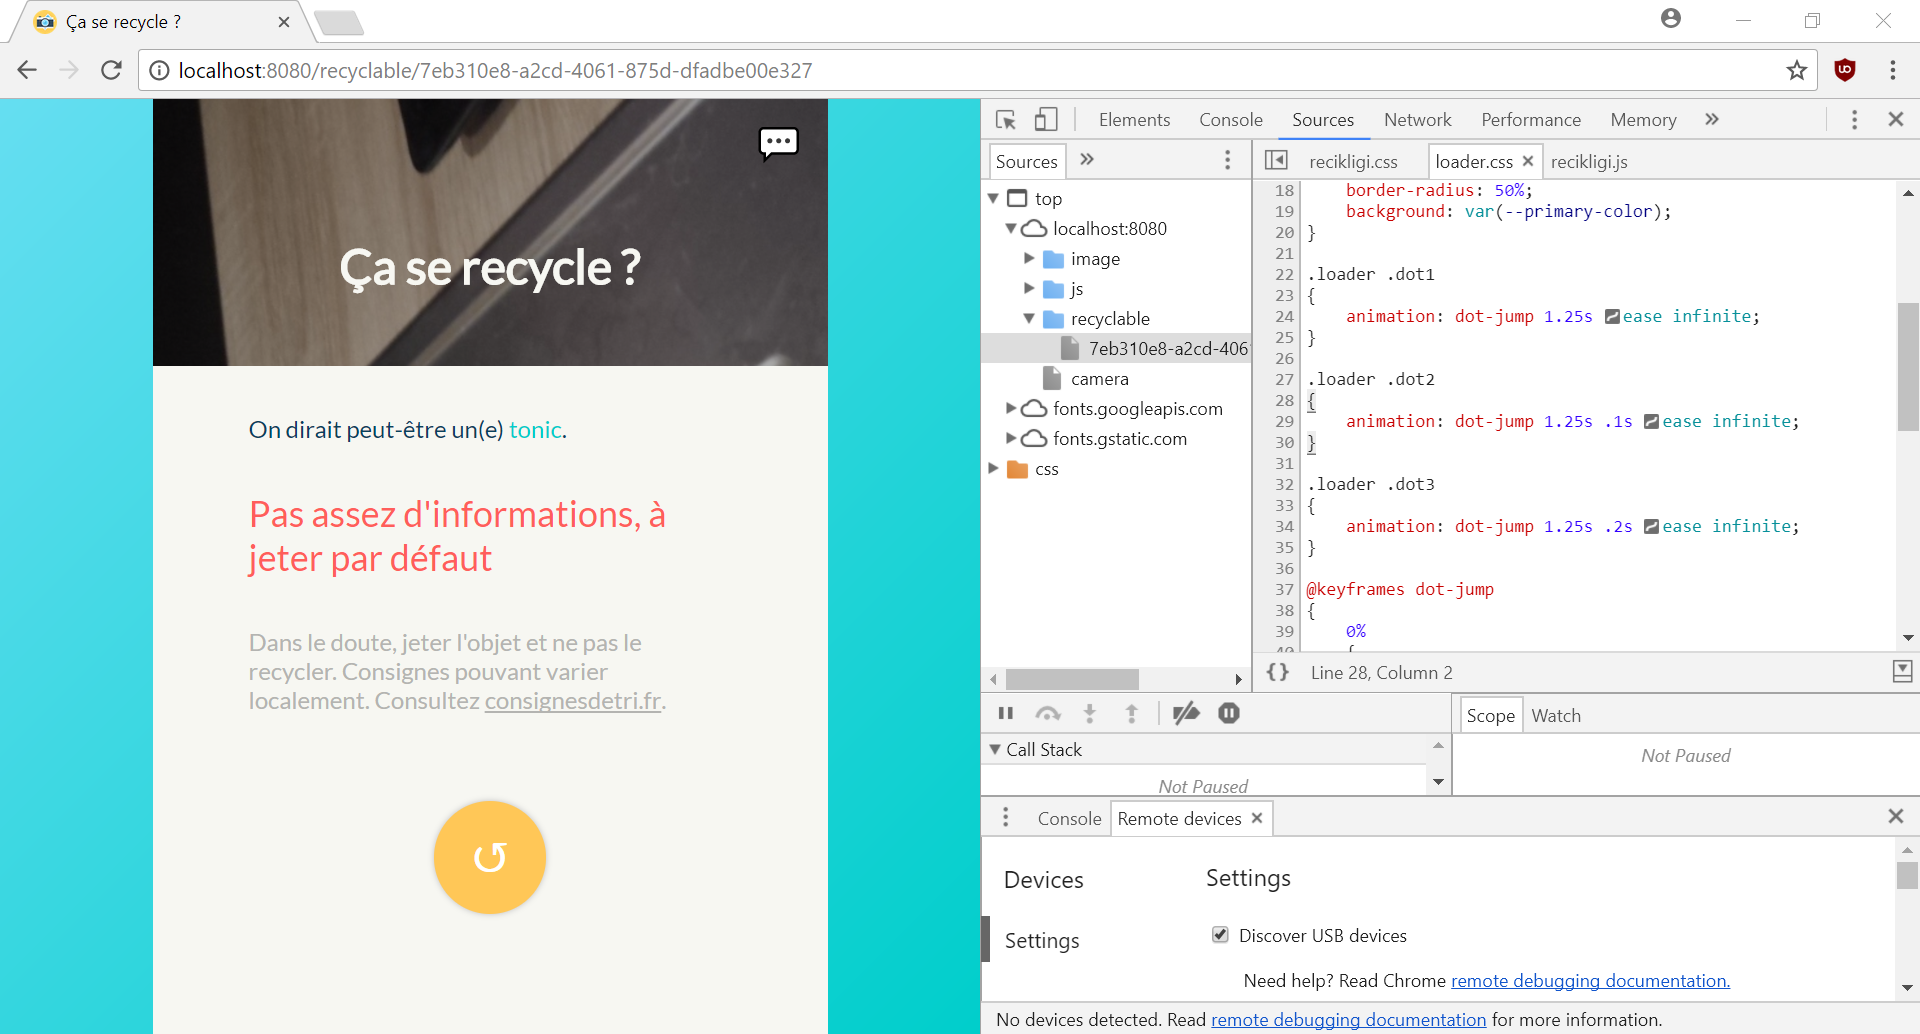 Ça se recycle ?
localhost:8080/recyclable/7eb310e8-a2cd-4061-875d-dfadbe00e327
Ça se recycle ?
On dirait peut-être un(e) tonic.
Pas assez d'informations, à
jeter par défaut
Dans le doute, jeter l'objet et ne pas le
recycler. Consignes pouvant varier
localement. Consultez consignesdetri.fr.
↺
Elements Console Sources Network Performance Memory »
Sources »
top
localhost:8080
image
js
recyclable
7eb310e8-a2cd-406
camera
fonts.googleapis.com
fonts.gstatic.com
css
recikligi.css loader.css × recikligi.js
18 border-radius: 50%;
19 background: var(--primary-color);
20 }
21
22 .loader .dot1
23 {
24 animation: dot-jump 1.25s ease infinite;
25 }
26
27 .loader .dot2
28 {
29 animation: dot-jump 1.25s .1s ease infinite;
30 }
31
32 .loader .dot3
33 {
34 animation: dot-jump 1.25s .2s ease infinite;
35 }
36
37 @keyframes dot-jump
38 {
39 0%
40 {
{} Line 28, Column 2
Call Stack
Not Paused
Scope Watch
Not Paused
Console Remote devices ×
Devices
Settings
Settings
Discover USB devices
Need help? Read Chrome remote debugging documentation.
No devices detected. Read remote debugging documentation for more information.